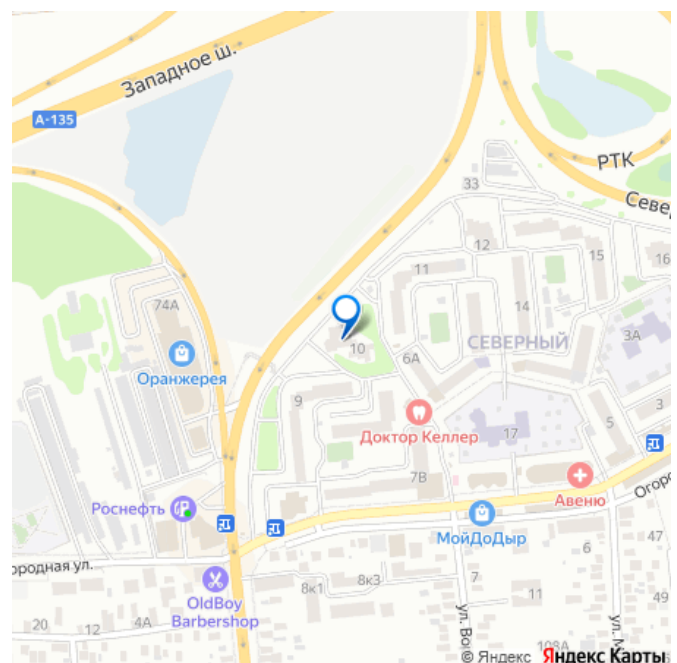 Западное ш.
А-135
РТК
Севе
33
12
15
16
11
14
74А
3А
СЕВЕРНЫЙ
10
6А
Оранжерея
9
3
5
Доктор Келлер
17
7В
Авеню
Огоро
Роснефть
МойДоДыр
47
6
ородная ул.
8к3
7
8к1
11
49
OldBoy
Barbershop
20
12
4А
ул. Во
108А
ул. М
© Яндекс Яндекс Карты